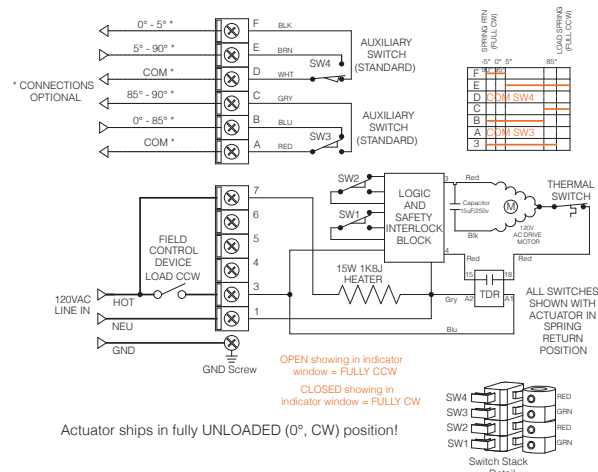 0° - 5° *
F
BLK
5° - 90° *
E
BRN
SW4
COM *
D
WHT
AUXILIARY
SWITCH
(STANDARD)
* CONNECTIONS
OPTIONAL
85° - 90° *
C
GRY
0° - 85° *
B
BLU
SW3
COM *
A
RED
AUXILIARY
SWITCH
(STANDARD)
SPRING RTN
(FULL CW)
LOAD SPRING
(FULL CCW)
-5° 0° 5°
85°
F
E
D COM SW4
C
B
A COM SW3
3
7
6
5
4
3
1
FIELD
CONTROL
DEVICE
LOAD CCW
120VAC
LINE IN
HOT
NEU
GND
GND Screw
SW2
SW1
LOGIC
AND
SAFETY
INTERLOCK
BLOCK
3
Red
Capacitor
15uF/250v
M
Blk
120V
AC DRIVE
MOTOR
THERMAL
SWITCH
4
Red
Red
15
18
TDR
A2
A1
Gry
Blu
15W 1K8J
HEATER
ALL SWITCHES
SHOWN WITH
ACTUATOR IN
SPRING
RETURN
POSITION
OPEN showing in indicator
window = FULLY CCW
CLOSED showing in
indicator window = FULLY CW
Actuator ships in fully UNLOADED (0°, CW) position!
SW4
RED
SW3
GRN
SW2
RED
SW1
GRN
Switch Stack